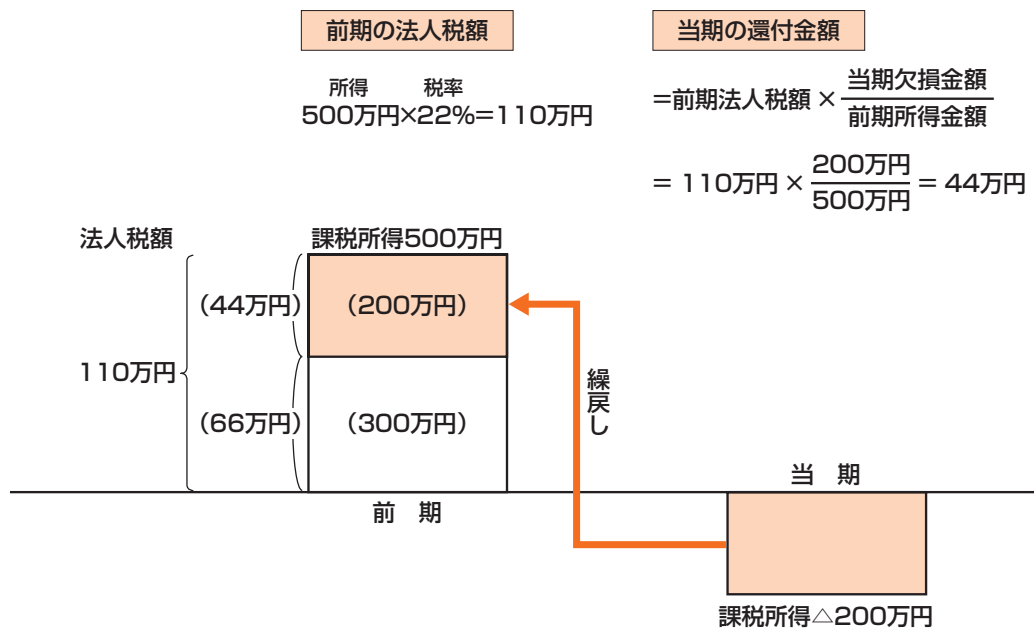 前期の法人税額
所得 税率
500万円×22%=110万円
当期の還付金額
=前期法人税額 × 当期欠損金額
前期所得金額
= 110万円 × 200万円 = 44万円
500万円
法人税額
課税所得500万円
(44万円)
(200万円)
110万円
(66万円)
(300万円)
繰戻し
前 期
当 期
課税所得△200万円